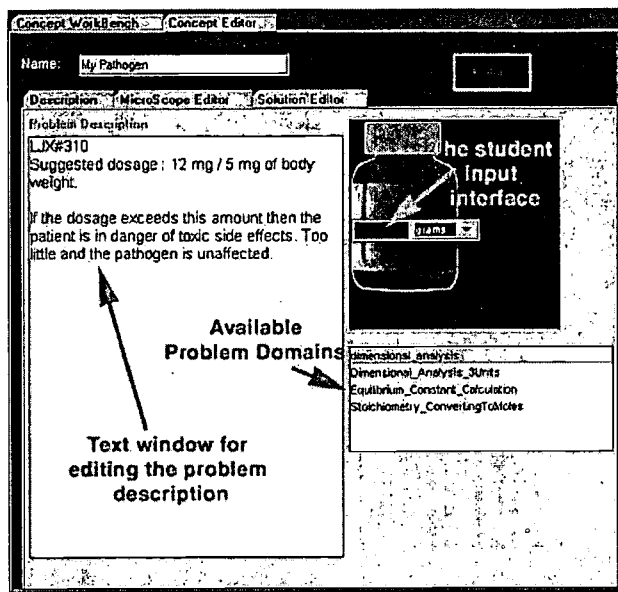 Concept WorkBench Concept Editor
Name: My Pathogen
Description MicroScope Editor Solution Editor
Problem Description
LJX#310
Suggested dosage : 12 mg / 5 mg of body
weight.
If the dosage exceeds this amount then the
patient is in danger of toxic side effects. Too
little and the pathogen is unaffected.
he student
input
interface
grams
Available
Problem Domains
dimensional_analysis
Dimensional_Analysis_3Units
Equilibrium_Constant_Calculation
Stoichiometry_ConvertingToMoles
Text window for
editing the problem
description